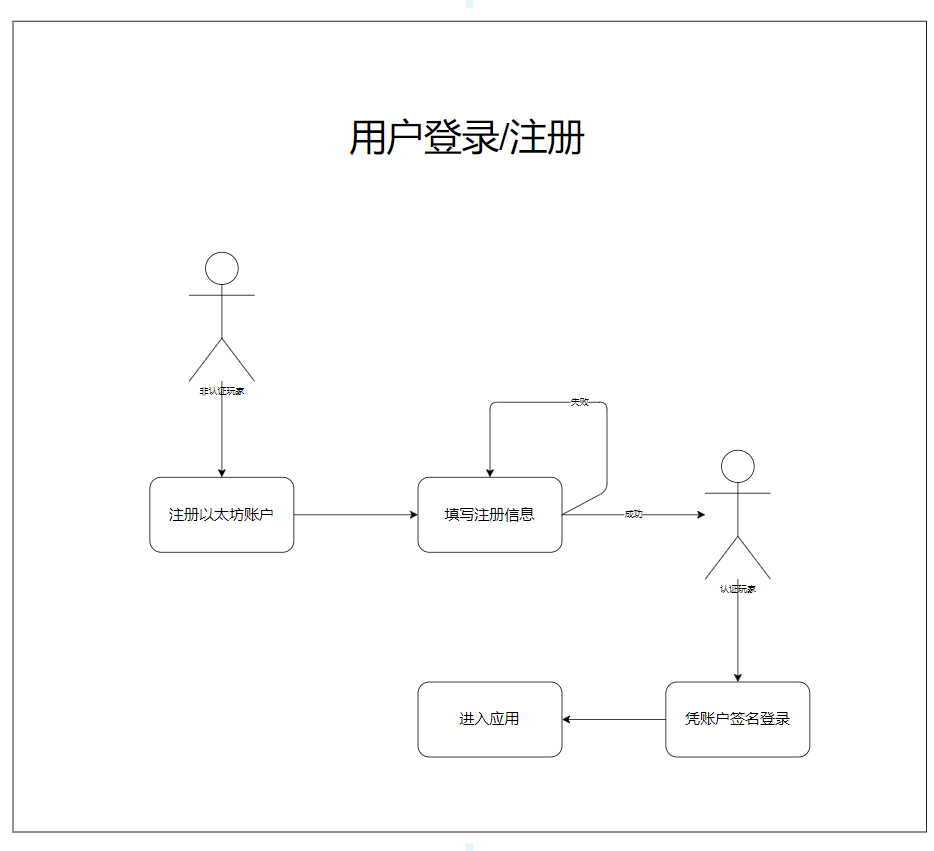 用户登录/注册
非认证玩家
失败
注册以太坊账户
填写注册信息
成功
认证玩家
进入应用
凭账户签名登录